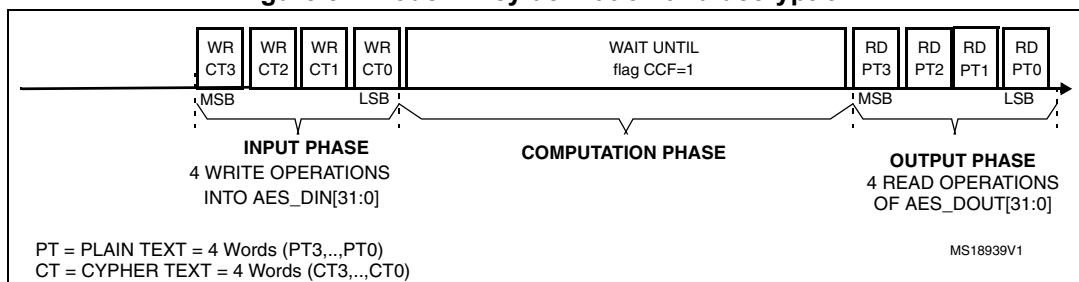 WR WR WR WR WAIT UNTIL RD RD RD RD
CT3 CT2 CT1 CT0 flag CCF=1 PT3 PT2 PT1 PT0
MSB LSB MSB LSB
INPUT PHASE COMPUTATION PHASE OUTPUT PHASE
4 WRITE OPERATIONS 4 READ OPERATIONS
INTO AES_DIN[31:0] OF AES_DOUT[31:0]
PT = PLAIN TEXT = 4 Words (PT3,..,PT0) MS18939V1
CT = CYPHER TEXT = 4 Words (CT3,..,CT0)